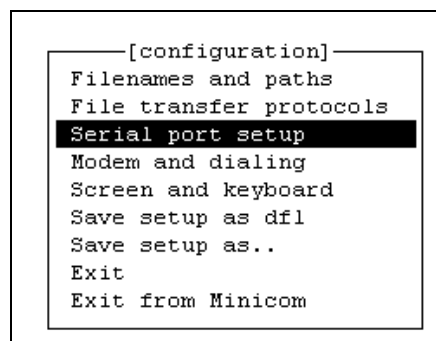 [configuration]
Filenames and paths
File transfer protocols
Serial port setup
Modem and dialing
Screen and keyboard
Save setup as dfl
Save setup as..
Exit
Exit from Minicom